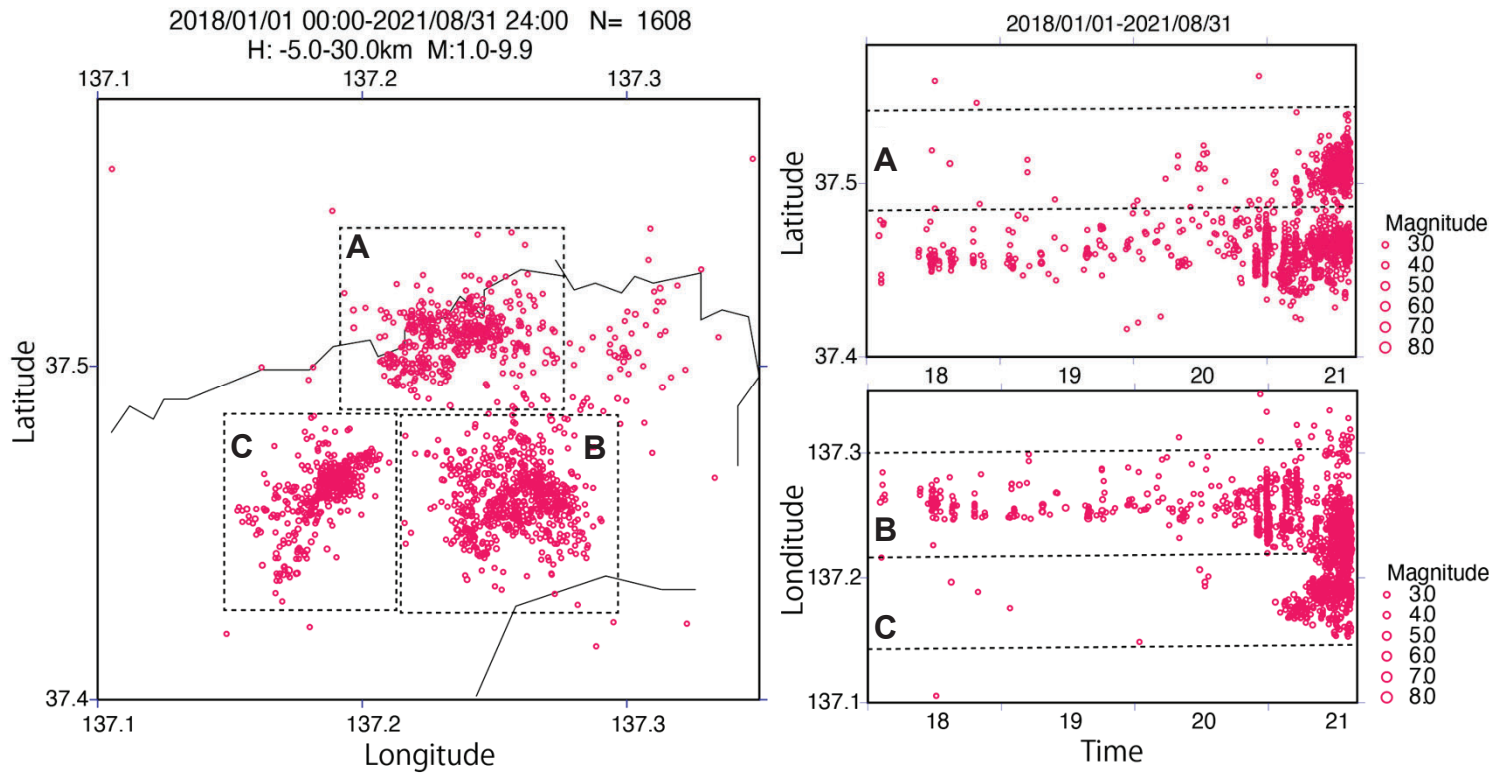 2018/01/01 00:00-2021/08/31 24:00 N= 1608
H: -5.0-30.0km M:1.0-9.9
137.1 137.2 137.3
A
37.5
Latitude
C B
37.4
137.1 137.2 137.3
Longitude
2018/01/01-2021/08/31
A
37.5
Latitude
37.4
18 19 20 21
Magnitude
3.0
4.0
5.0
6.0
7.0
8.0
137.3
B
137.2
Londitude
C
137.1
18 19 20 21
Time
Magnitude
3.0
4.0
5.0
6.0
7.0
8.0